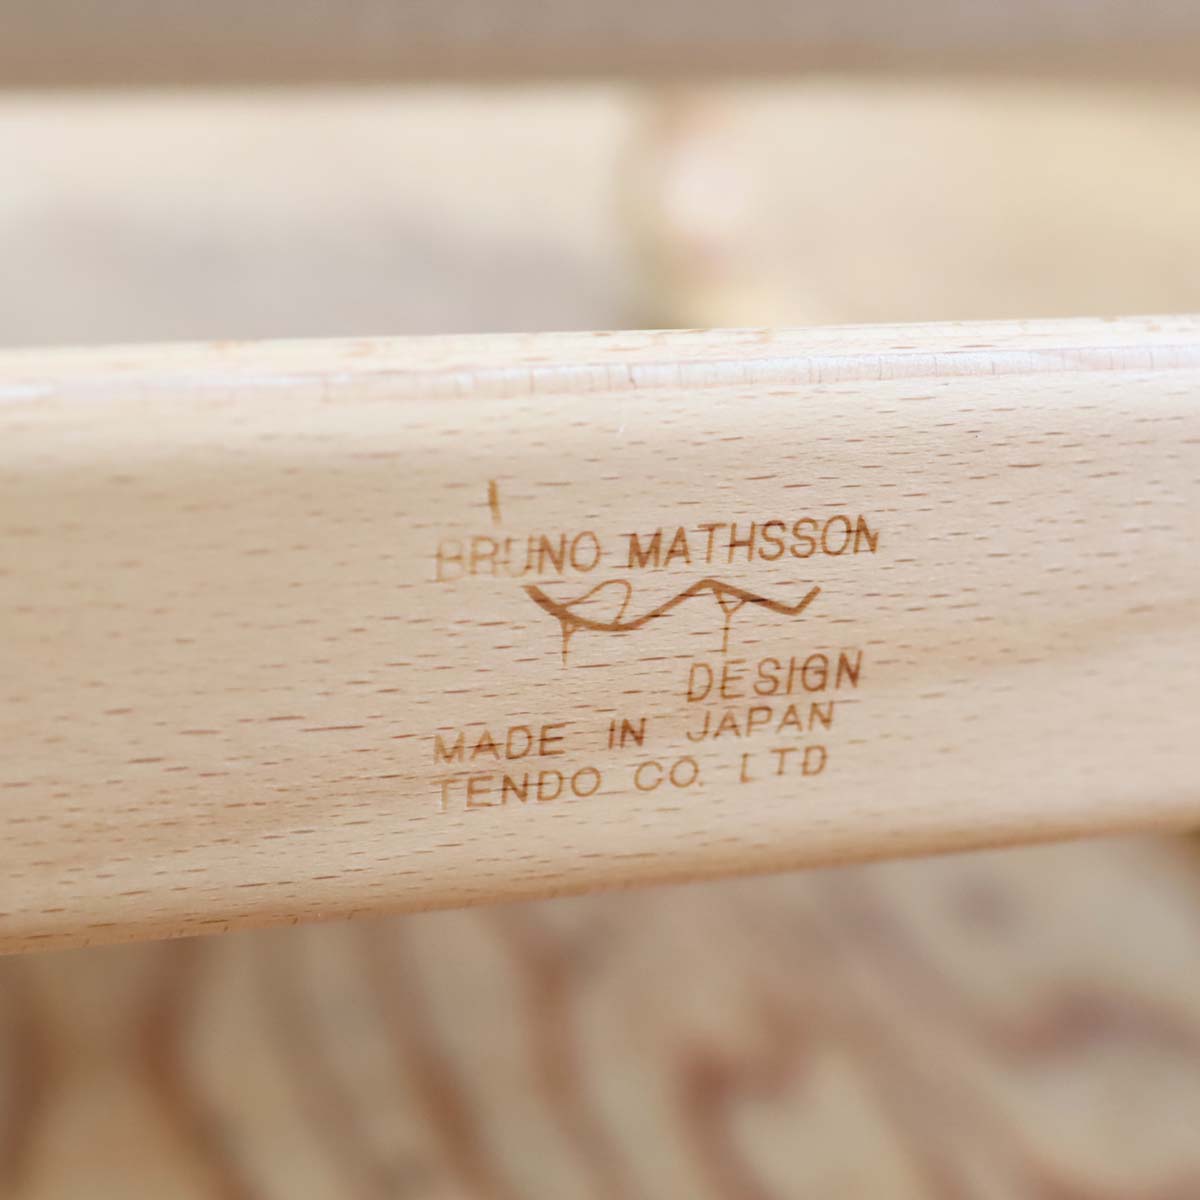 BRUNO MATHSSON
DESIGN
MADE IN JAPAN
TENDO CO. LTD